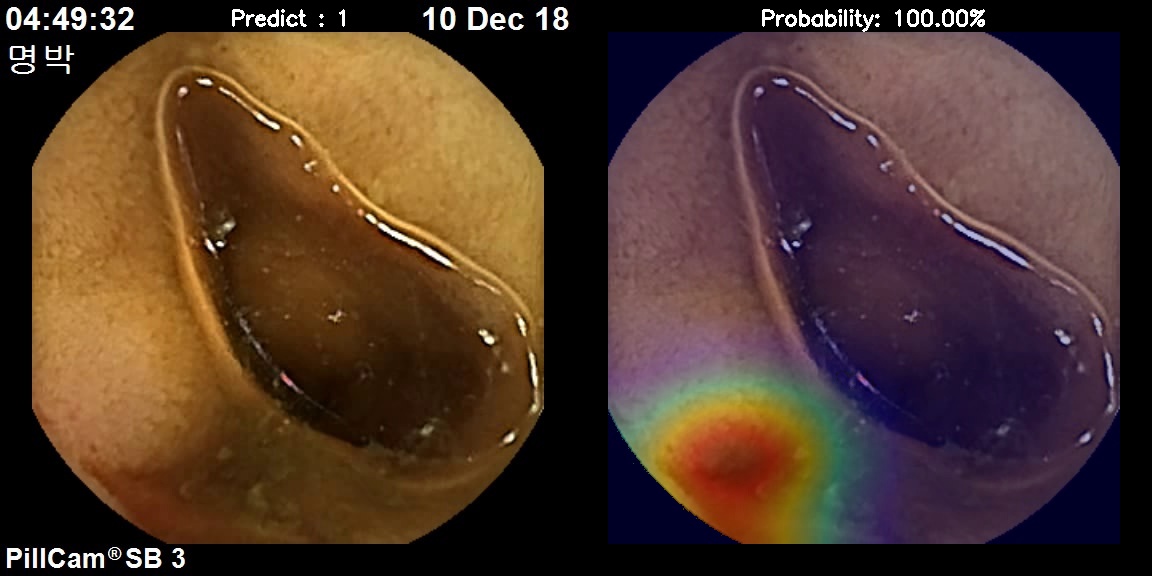 04:49:32 Predict : 1 10 Dec 18 Probability: 100.00%
명박
PillCam® SB 3